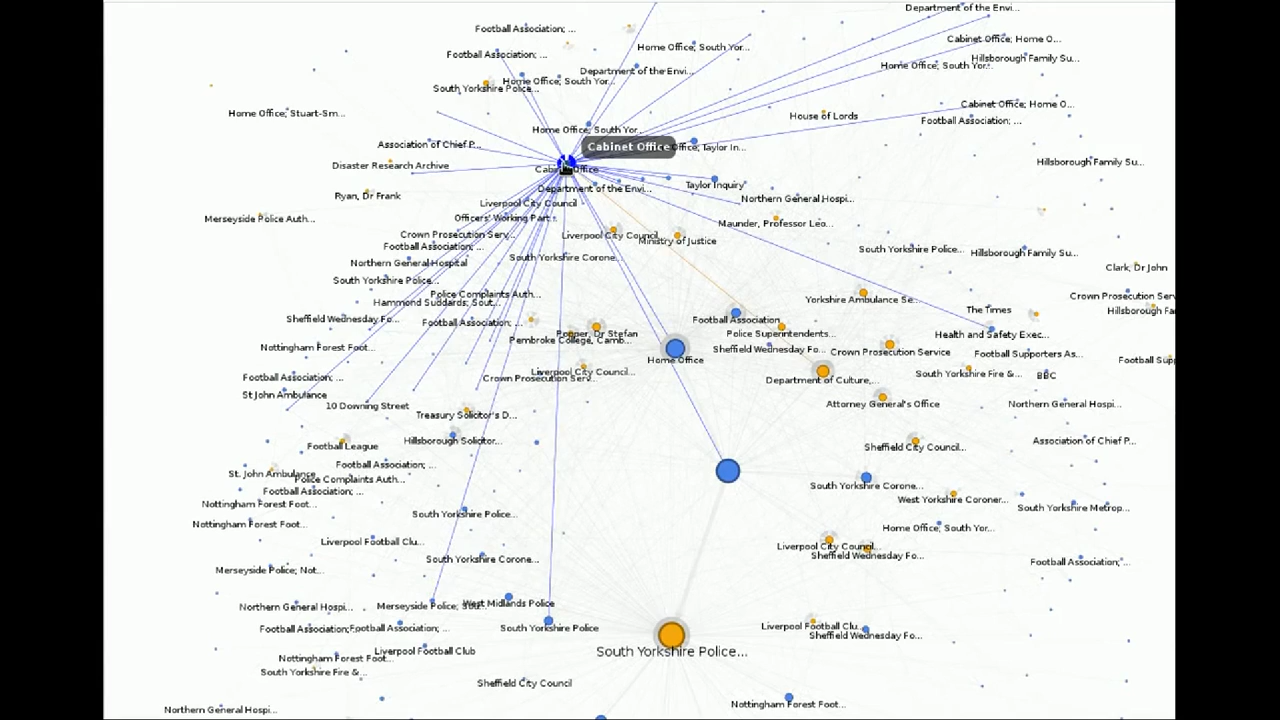 Department of the Envi...
Football Association; ...
Cabinet Office; Home O...
Home Office, South Yor...
Football Association; ...
Hillsborough Family Su...
Home Office, South Yor...
Department of the Envi...
Home Office, South Yor...
South Yorkshire Police...
Cabinet Office; Home O...
Home Office; Stuart-Sm...
House of Lords
Football Association; ...
Home Office, South Yor...
Association of Chief P...
Cabinet Office
Office, Taylor In...
Disaster Research Archive
Hillsborough Family Su...
Cabinet Office
Taylor Inquiry
Department of the Envi...
Ryan, Dr Frank
Northern General Hospi...
Liverpool City Council
Merseyside Police Auth...
Officers' Working Part...
Maunder, Professor Leo...
Crown Prosecution Serv...
Liverpool City Council
Ministry of Justice
Football Association; ...
South Yorkshire Police...
Hillsborough Family Su...
South Yorkshire Corone...
Northern General Hospital
Clark, Dr John
South Yorkshire Police...
Police Complaints Auth...
Crown Prosecution Serv
Yorkshire Ambulance Se...
Hammond Suddards; Sout...
The Times
Hillsborough Fa
Sheffield Wednesday Fo...
Football Association; ...
Football Association
Popper, Dr Stefan
Police Superintendents...
Health and Safety Exec...
Pembroke College, Camb...
Nottingham Forest Foot...
Sheffield Wednesday Fo...
Crown Prosecution Service
Football Supporters As...
Home Office
Football Supp
Liverpool City Council...
South Yorkshire Fire &...
BBC
Football Association; ...
Crown Prosecution Serv...
Department of Culture,...
St John Ambulance
10 Downing Street
Attorney General's Office
Northern General Hospi...
Treasury Solicitor's D...
Hillsborough Solicitor...
Association of Chief P...
Football League
Sheffield City Council...
Football Association; ...
St. John Ambulance
Police Complaints Auth...
South Yorkshire Corone...
Football Association; ...
West Yorkshire Coroner...
Nottingham Forest Foot...
South Yorkshire Metrop...
South Yorkshire Police...
Nottingham Forest Foot...
Home Office; South Yor...
Liverpool Football Clu...
Liverpool City Council...
Sheffield Wednesday Fo...
South Yorkshire Corone...
Football Association; ...
Merseyside Police; Not...
West Midlands Police
Northern General Hospi...
Merseyside Police; Sou...
Football Association;
Football Association; ...
South Yorkshire Police
Liverpool Football Clu...
Sheffield Wednesday Fo...
Liverpool Football Club
South Yorkshire Police...
Nottingham Forest Foot...
South Yorkshire Fire &...
Sheffield City Council
Nottingham Forest Foot...
Northern General Hospi...